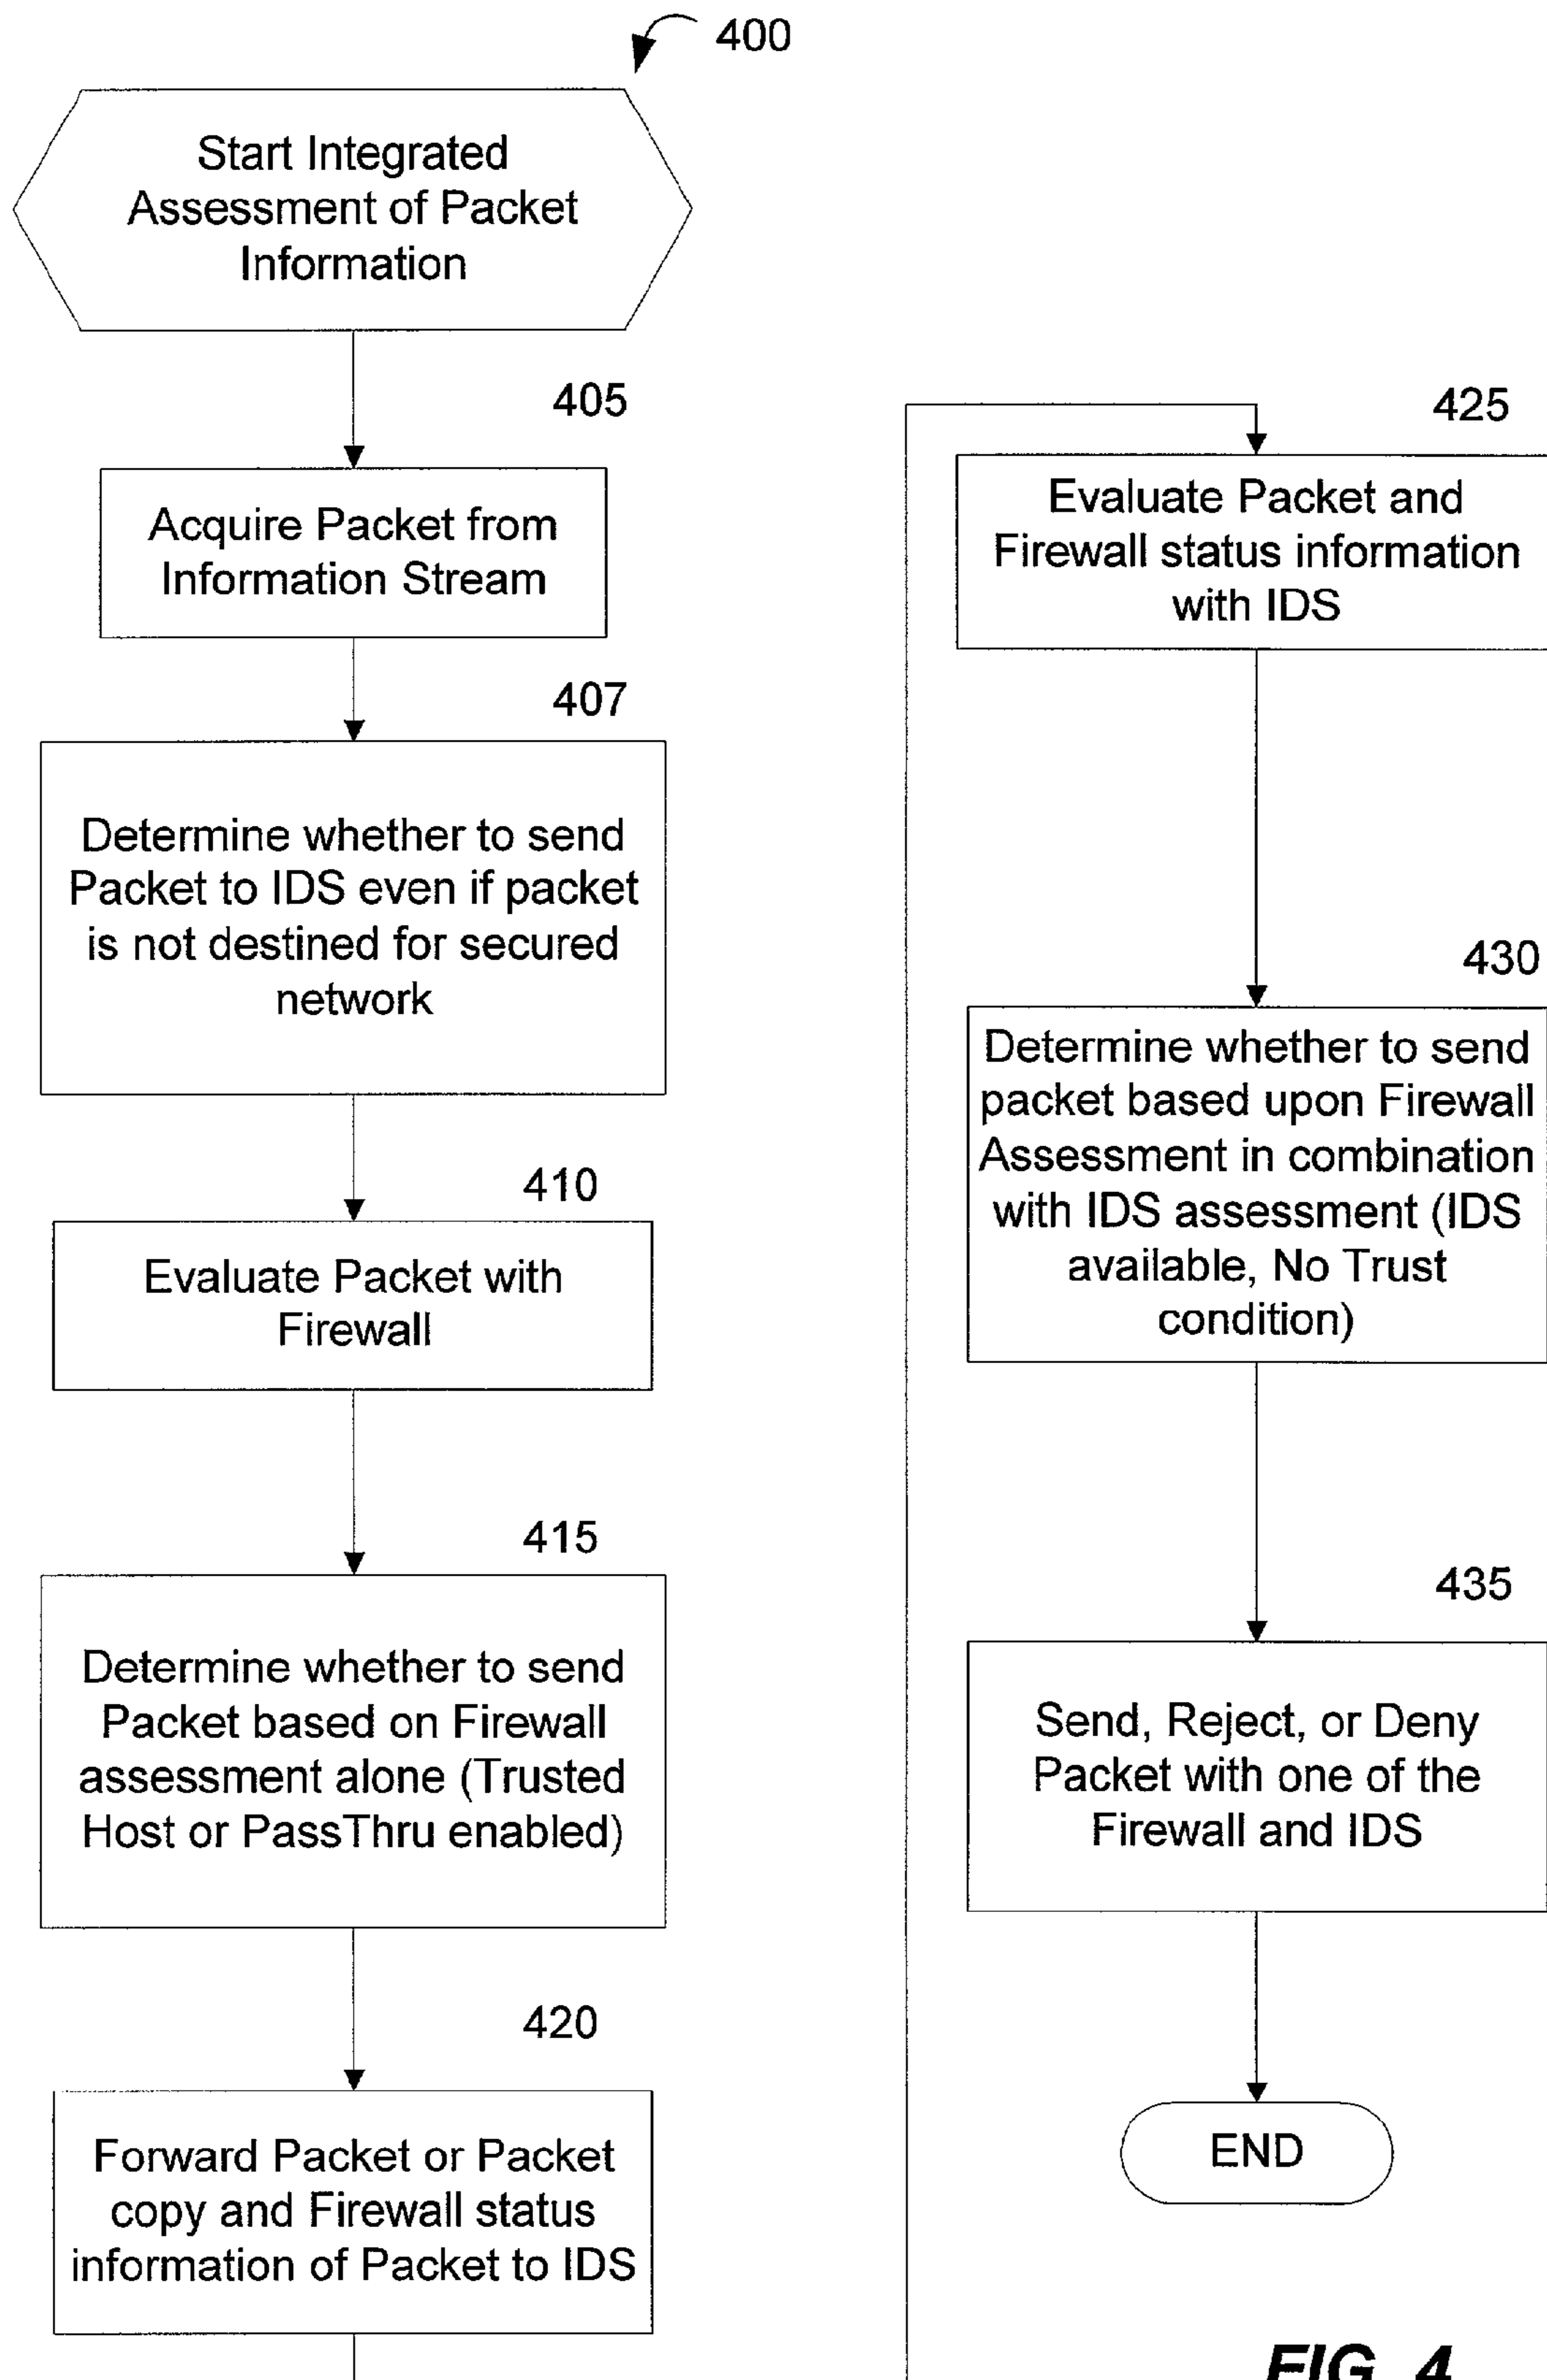 400
Start Integrated
Assessment of Packet
Information
405
Acquire Packet from
Information Stream
407
Determine whether to send
Packet to IDS even if packet
is not destined for secured
network
410
Evaluate Packet with
Firewall
415
Determine whether to send
Packet based on Firewall
assessment alone (Trusted
Host or PassThru enabled)
420
Forward Packet or Packet
copy and Firewall status
information of Packet to IDS
425
Evaluate Packet and
Firewall status information
with IDS
430
Determine whether to send
packet based upon Firewall
Assessment in combination
with IDS assessment (IDS
available, No Trust
condition)
435
Send, Reject, or Deny
Packet with one of the
Firewall and IDS
END
FIG. 4